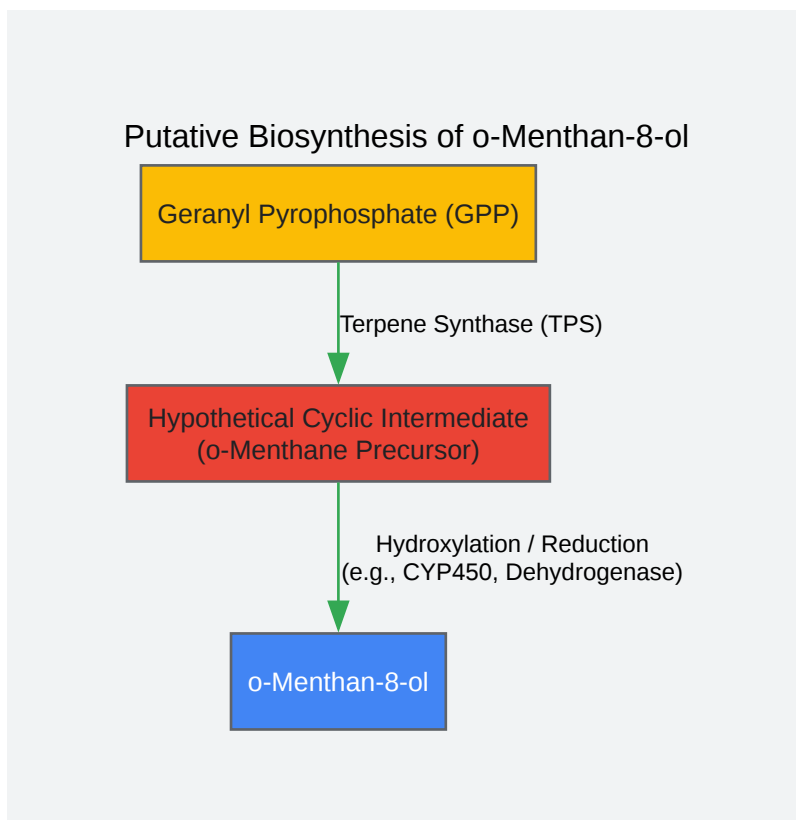 Putative Biosynthesis of o-Menthan-8-ol
Geranyl Pyrophosphate (GPP)
Terpene Synthase (TPS)
Hypothetical Cyclic Intermediate
(o-Menthane Precursor)
Hydroxylation / Reduction
(e.g., CYP450, Dehydrogenase)
o-Menthan-8-ol